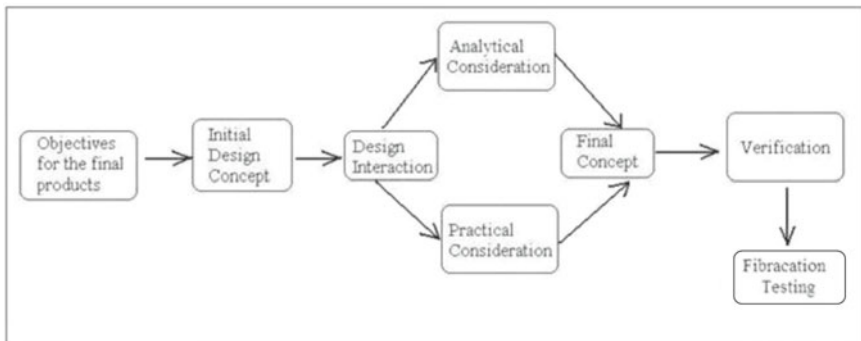 Objectives
for the final
products
Initial
Design
Concept
Design
Interaction
Analytical
Consideration
Practical
Consideration
Final
Concept
Verification
Fibracation
Testing